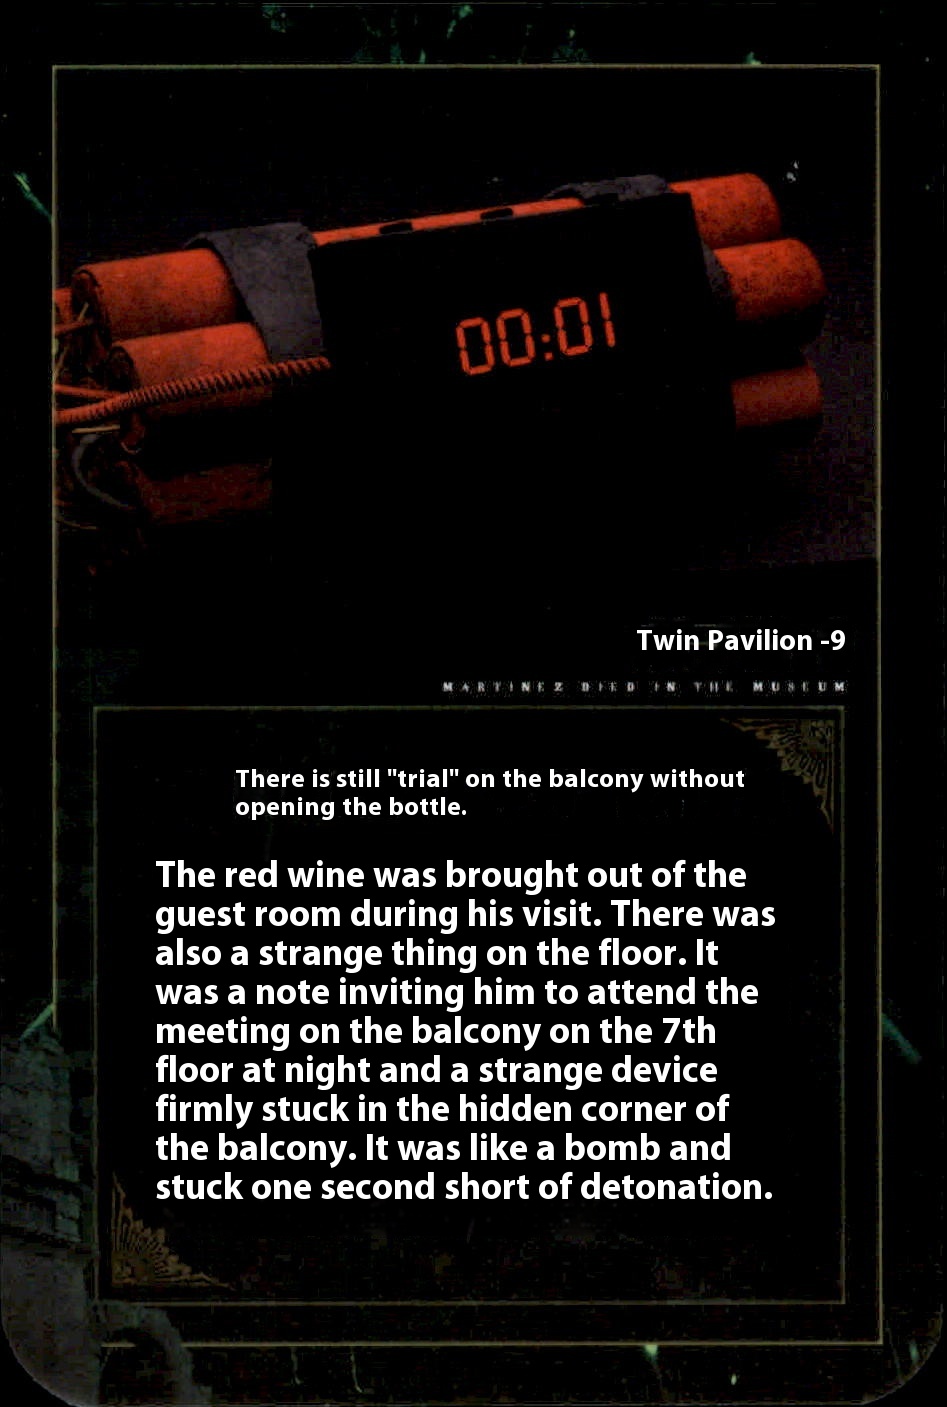 00:01
Twin Pavilion -9
MARTINEZ DIED IN THE MUSEUM
There is still "trial" on the balcony without
opening the bottle.
The red wine was brought out of the
guest room during his visit. There was
also a strange thing on the floor. It
was a note inviting him to attend the
meeting on the balcony on the 7th
floor at night and a strange device
firmly stuck in the hidden corner of
the balcony. It was like a bomb and
stuck one second short of detonation.